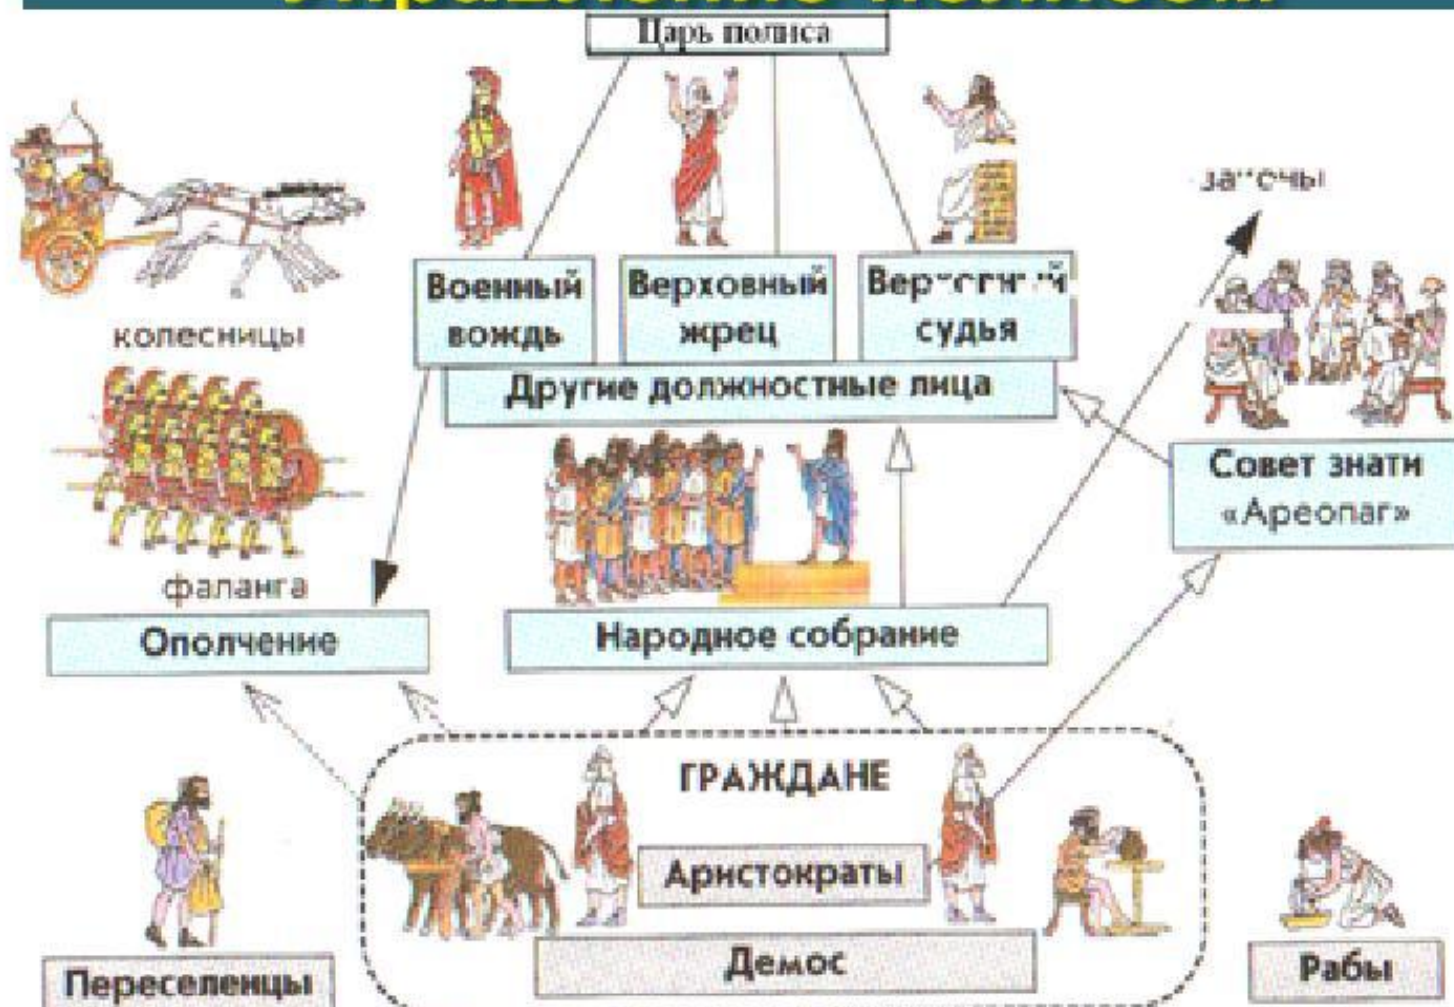 Царь полиса
Военный
вождь
Верховный
жрец
судья
Другие должностные лица
колесницы
фаланга
Совет знати
«Ареопаг»
Ополчение
Народное собрание
ГРАЖДАНЕ
Аристократы
Демос
Переселенцы
Рабы